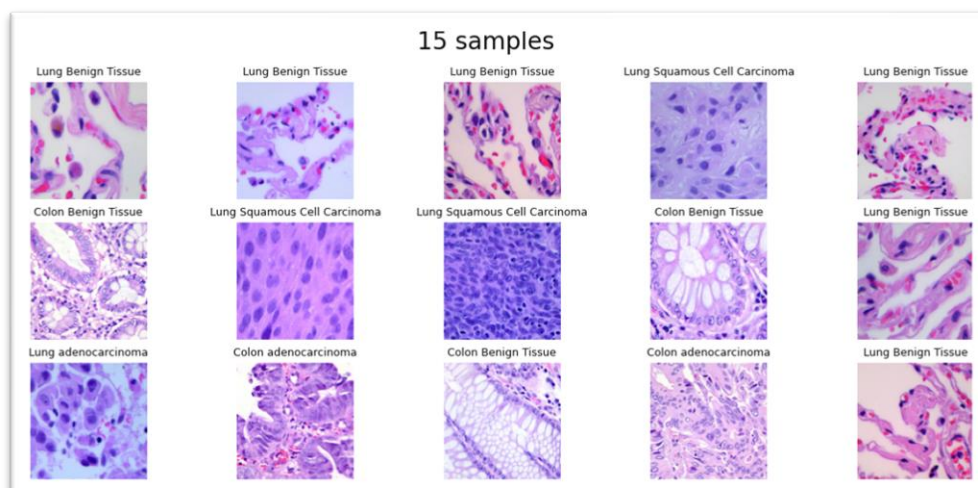 15 samples
Lung Benign Tissue
Lung Benign Tissue
Lung Benign Tissue
Lung Squamous Cell Carcinoma
Lung Benign Tissue
Colon Benign Tissue
Lung Squamous Cell Carcinoma
Lung Squamous Cell Carcinoma
Colon Benign Tissue
Lung Benign Tissue
Lung adenocarcinoma
Colon adenocarcinoma
Colon Benign Tissue
Colon adenocarcinoma
Lung Benign Tissue